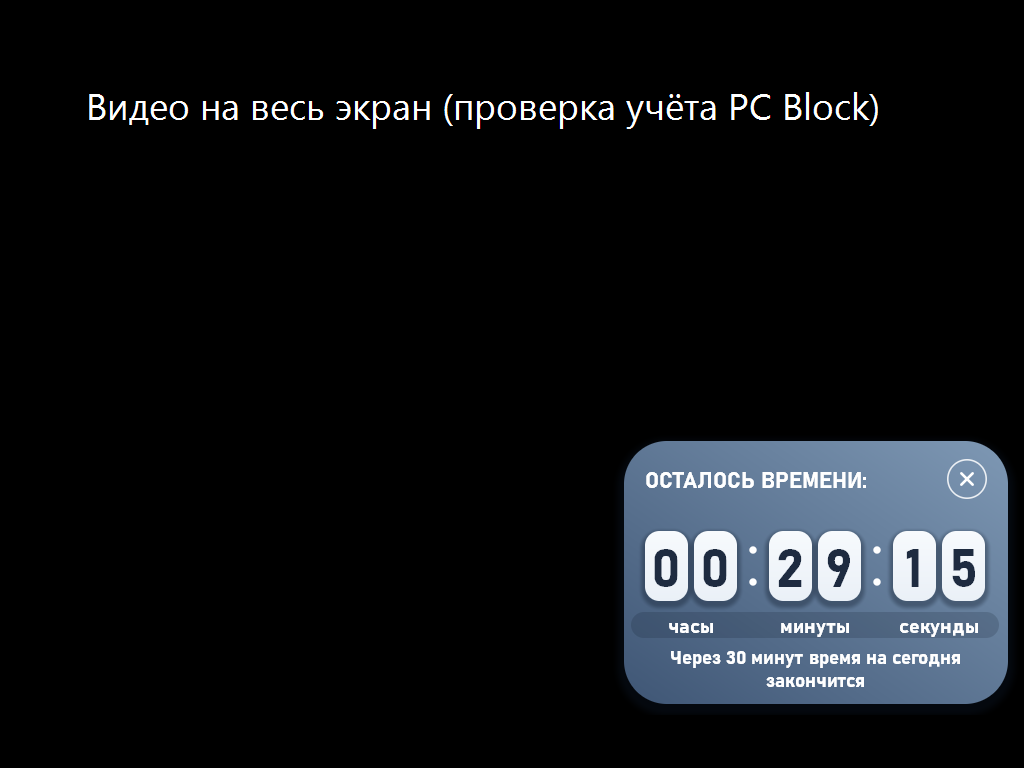 Видео на весь экран (проверка учёта PC Block)
ОСТАЛОСЬ ВРЕМЕНИ:
00:29:15
часы минуты секунды
Через 30 минут время на сегодня
закончится